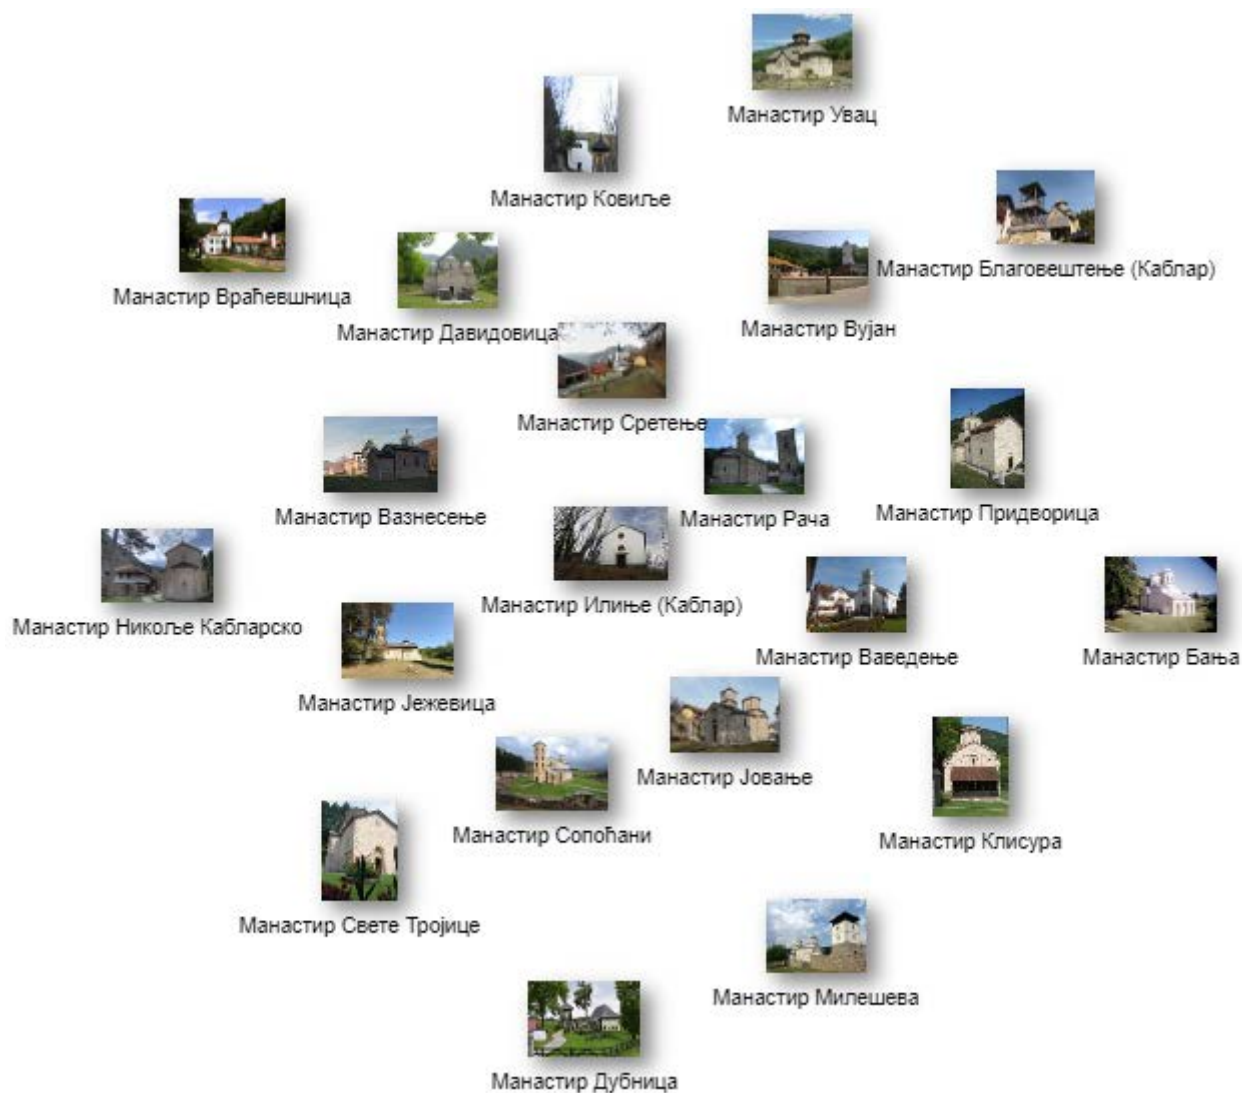 Манастир Увац
Манастир Ковиље
Манастир Благовештење (Каблар)
Манастир Враћевшница
Манастир Вујан
Манастир Давидовица
Манастир Сретење
Манастир Придворица
Манастир Вазнесење
Манастир Рача
Манастир Илиње (Каблар)
Манастир Никоље Кабларско
Манастир Ваведење
Манастир Бања
Манастир Јежевица
Манастир Јовање
Манастир Сопоћани
Манастир Клисура
Манастир Свете Тројице
Манастир Милешева
Манастир Дубница